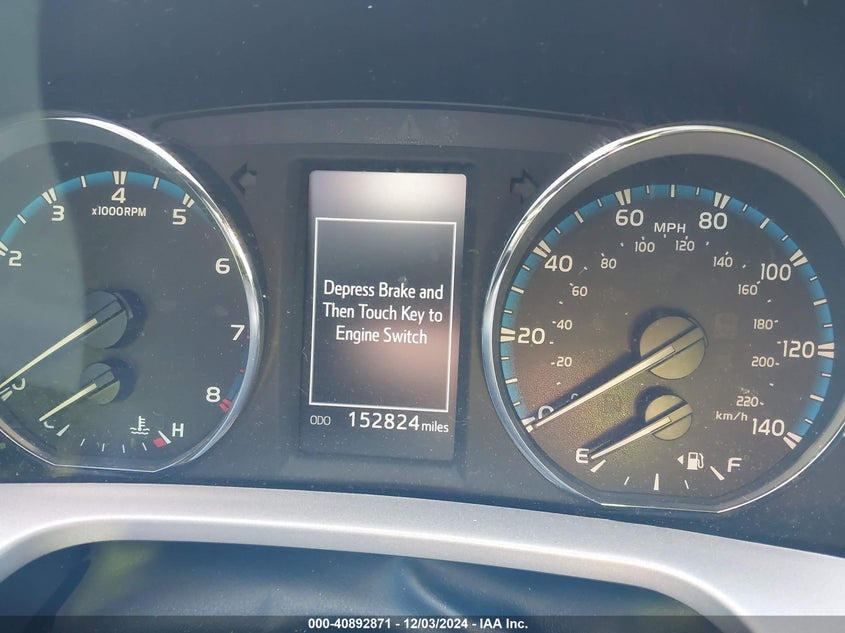 2 3 4 5 6 7 8
x1000RPM
H
Depress Brake and
Then Touch Key to
Engine Switch
ODO 152824 miles
0 20 40 60 80 100 120 140
MPH
20 40 60 80 100 120 140 160 180 200 220
km/h
E F
000-40892871 - 12/03/2024 - IAA Inc.